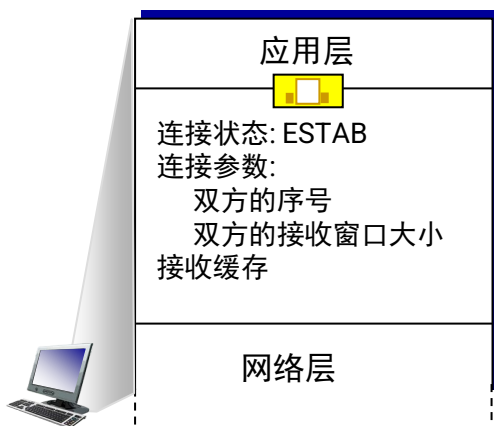 应用层
连接状态: ESTAB
连接参数:
双方的序号
双方的接收窗口大小
接收缓存
网络层